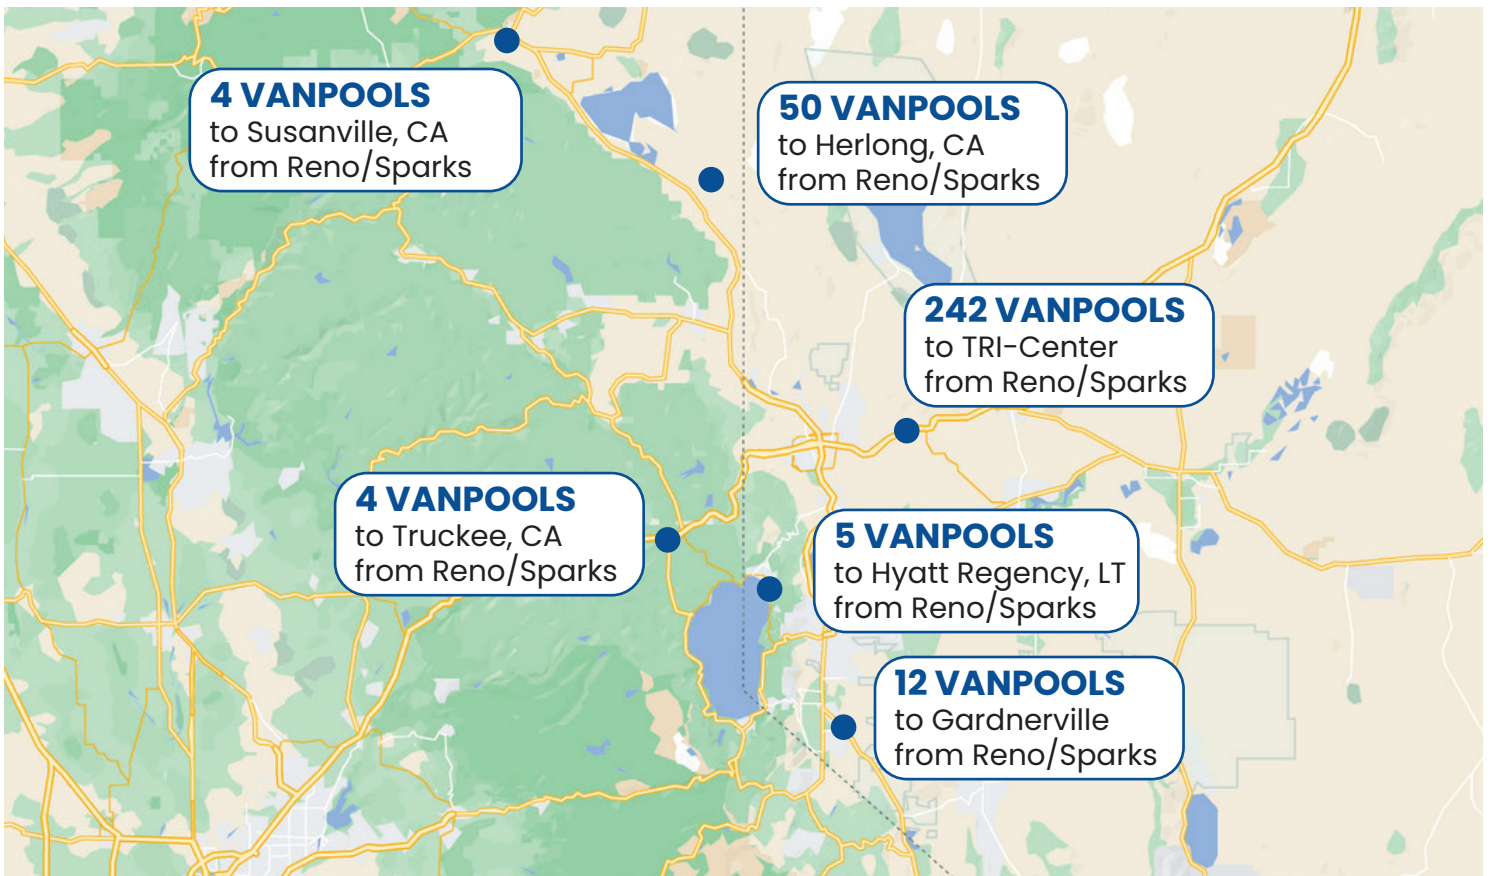 4 VANPOOLS
to Susanville, CA
from Reno/Sparks
50 VANPOOLS
to Herlong, CA
from Reno/Sparks
242 VANPOOLS
to TRI-Center
from Reno/Sparks
4 VANPOOLS
to Truckee, CA
from Reno/Sparks
5 VANPOOLS
to Hyatt Regency, LT
from Reno/Sparks
12 VANPOOLS
to Gardnerville
from Reno/Sparks